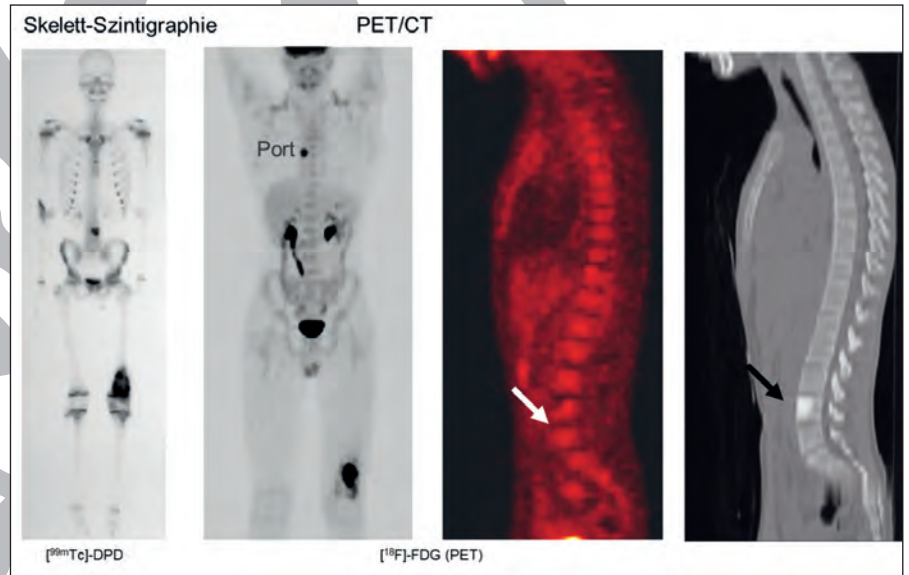 Skelett-Szintigraphie
PET/CT
Port
[99mTc]-DPD
[18F]-FDG (PET)